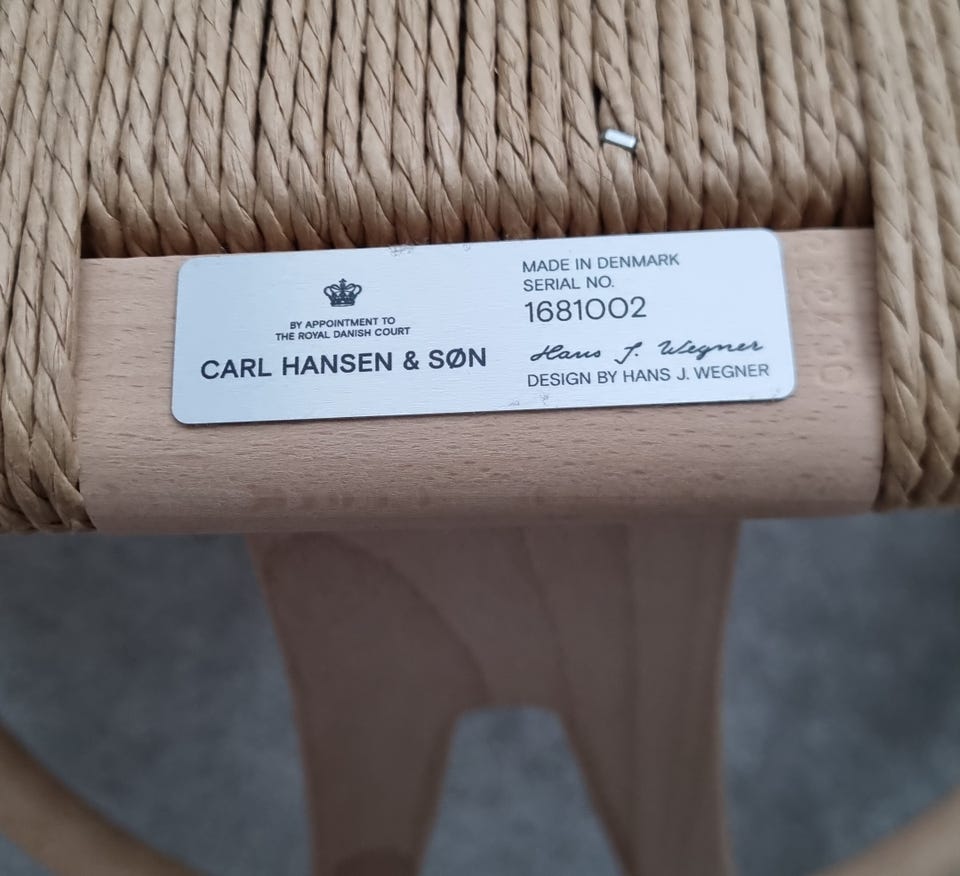 BY APPOINTMENT TO
THE ROYAL DANISH COURT
CARL HANSEN & SØN
MADE IN DENMARK
SERIAL NO.
1681002
Hans J. Wegner
DESIGN BY HANS J. WEGNER